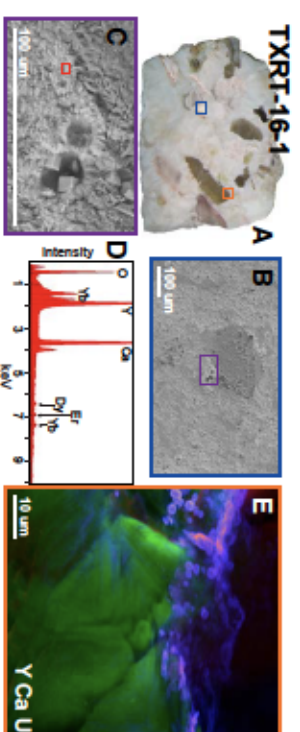 TXRT-16-1
A
B
100 um
C
100 um
D
Intensity
O
Yb
Y
Ca
Dy
Er
Yb
1
3
5
7
9
keV
E
10 um
Y Ca U